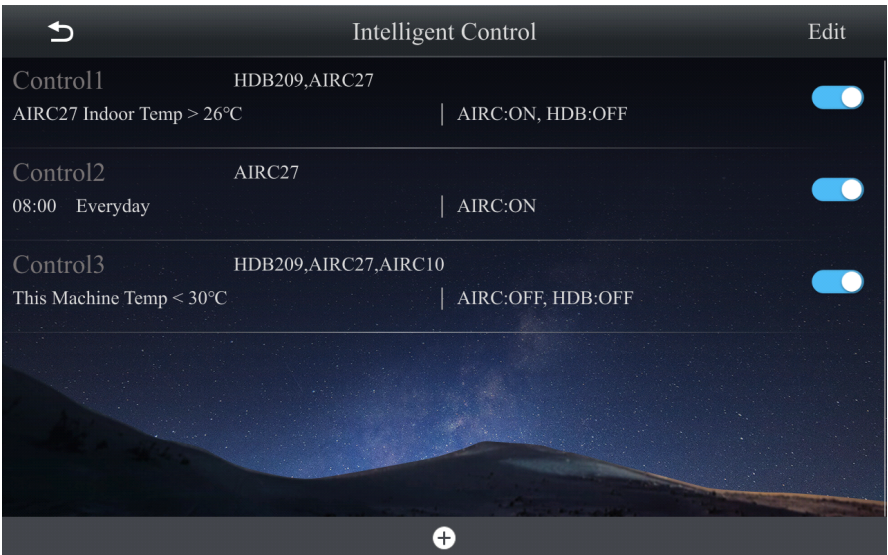 Intelligent Control Edit
Control1 HDB209,AIRC27
AIRC27 Indoor Temp > 26℃ AIRC:ON, HDB:OFF
Control2 AIRC27
08:00 Everyday AIRC:ON
Control3 HDB209,AIRC27,AIRC10
This Machine Temp < 30℃ AIRC:OFF, HDB:OFF